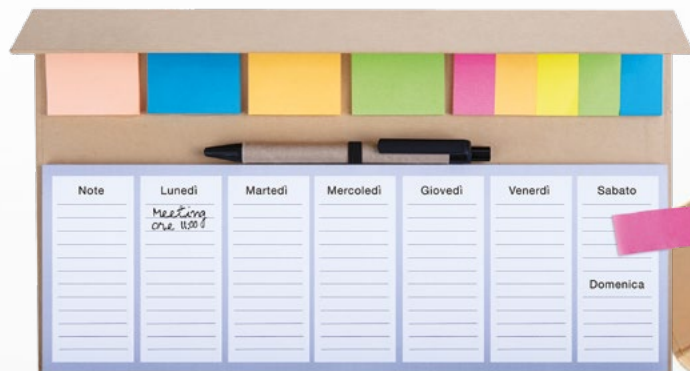 Note Lunedì Martedì Mercoledì Giovedì Venerdì Sabato
Meeting
ore 11:00
Domenica